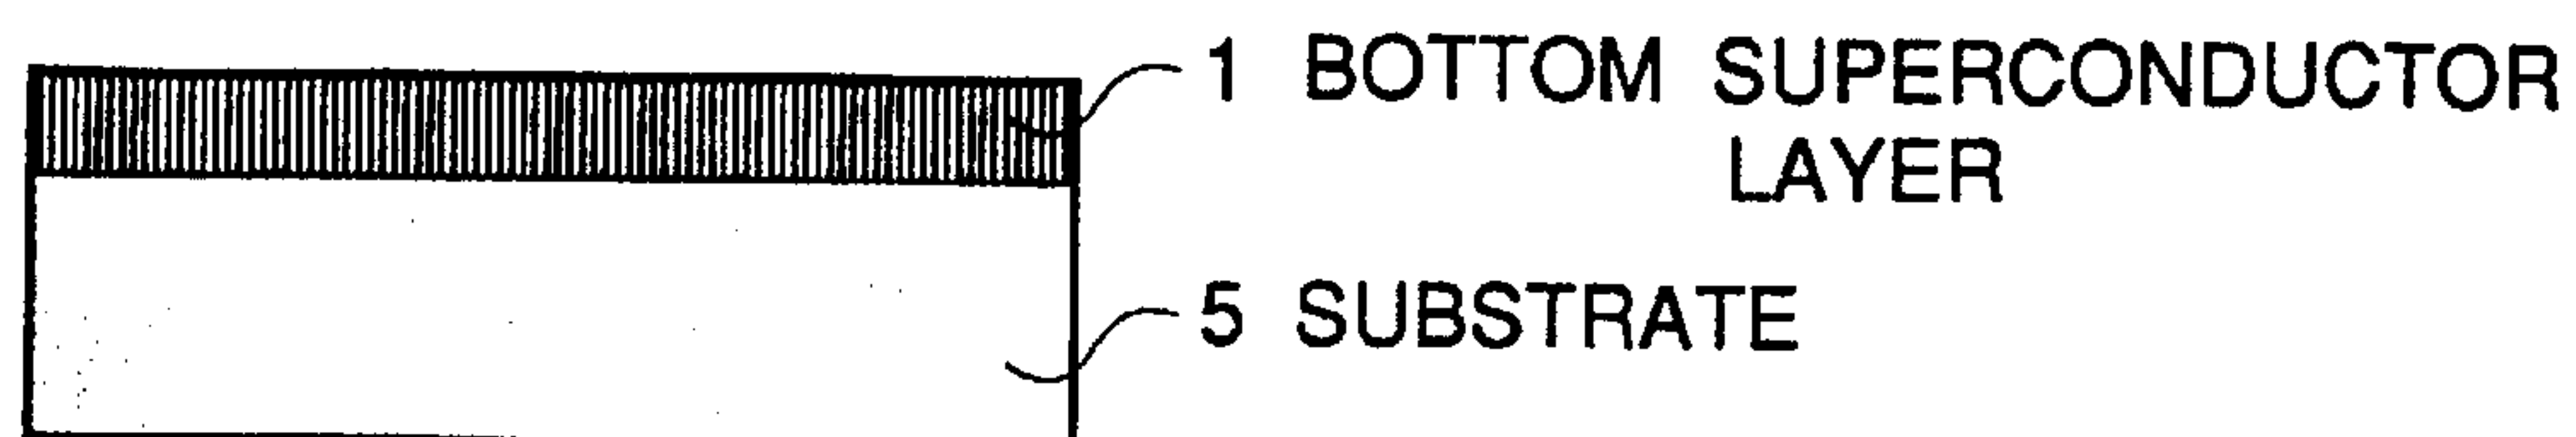 1 BOTTOM SUPERCONDUCTOR
LAYER
5 SUBSTRATE